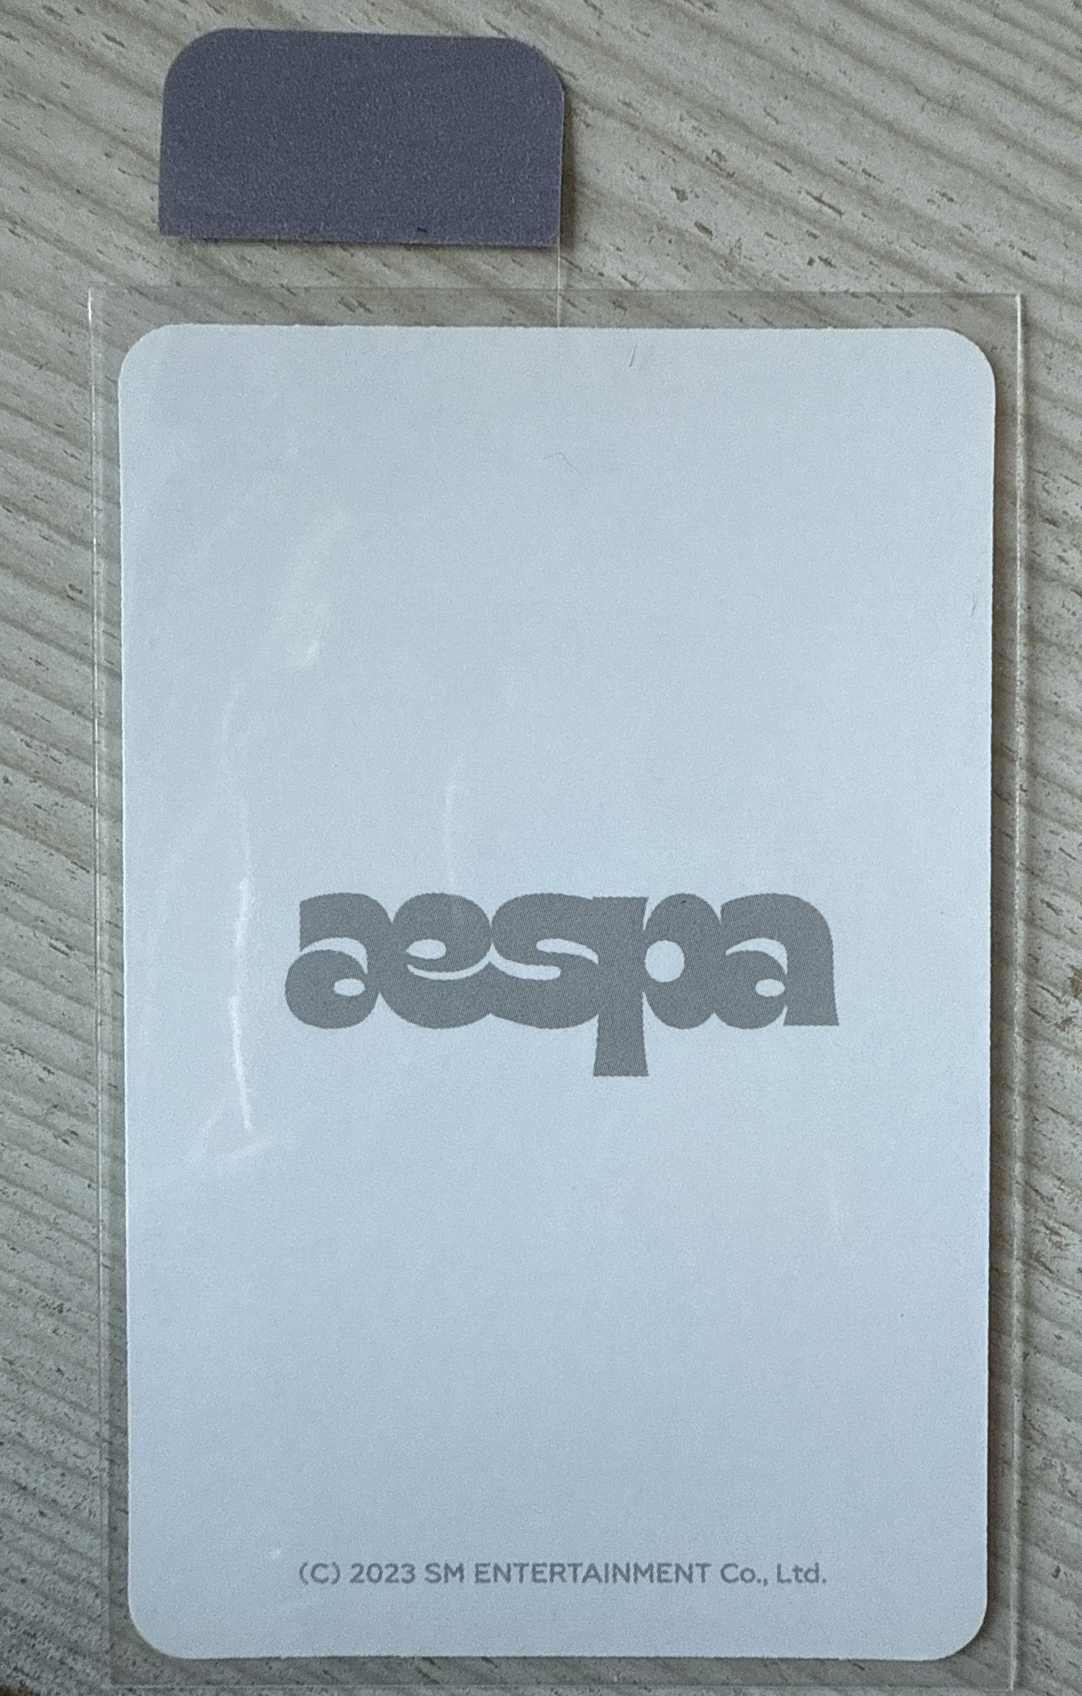 aespa
(C) 2023 SM ENTERTAINMENT Co., Ltd.